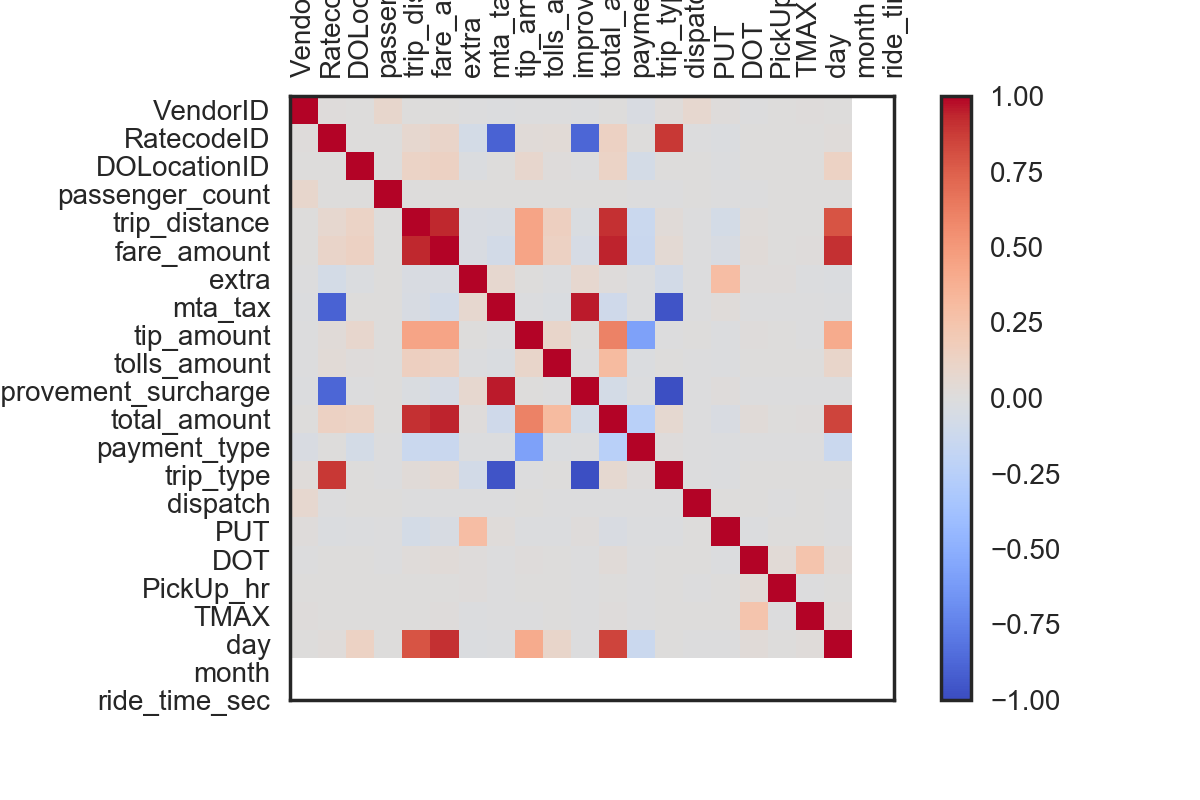 Vendo
Rateco
DOLoc
passen
trip_dis
fare_a
extra
mta_ta
tip_am
tolls_a
improv
total_a
payme
trip_typ
dispatc
PUT
DOT
PickUp
TMAX
day
month
ride_tin
VendorID
RatecodeID
DOLocationID
passenger_count
trip_distance
fare_amount
extra
mta_tax
tip_amount
tolls_amount
provement_surcharge
total_amount
payment_type
trip_type
dispatch
PUT
DOT
PickUp_hr
TMAX
day
month
ride_time_sec
1.00
0.75
0.50
0.25
0.00
−0.25
−0.50
−0.75
−1.00